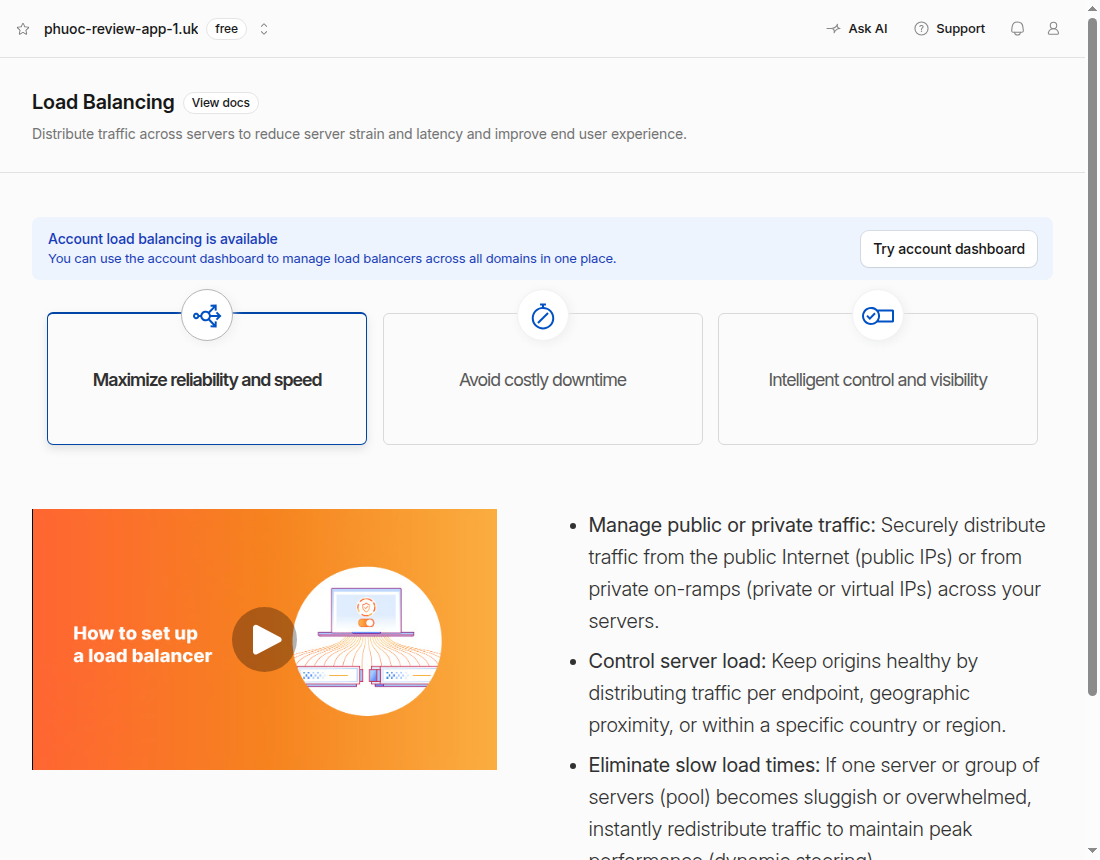 phuoc-review-app-1.uk free Ask AI Support
Load Balancing View docs
Distribute traffic across servers to reduce server strain and latency and improve end user experience.
Account load balancing is available
You can use the account dashboard to manage load balancers across all domains in one place.
Try account dashboard
Maximize reliability and speed
Avoid costly downtime
Intelligent control and visibility
How to set up
a load balancer
Manage public or private traffic: Securely distribute
traffic from the public Internet (public IPs) or from
private on-ramps (private or virtual IPs) across your
servers.
Control server load: Keep origins healthy by
distributing traffic per endpoint, geographic
proximity, or within a specific country or region.
Eliminate slow load times: If one server or group of
servers (pool) becomes sluggish or overwhelmed,
instantly redistribute traffic to maintain peak
performance (dynamic steering).